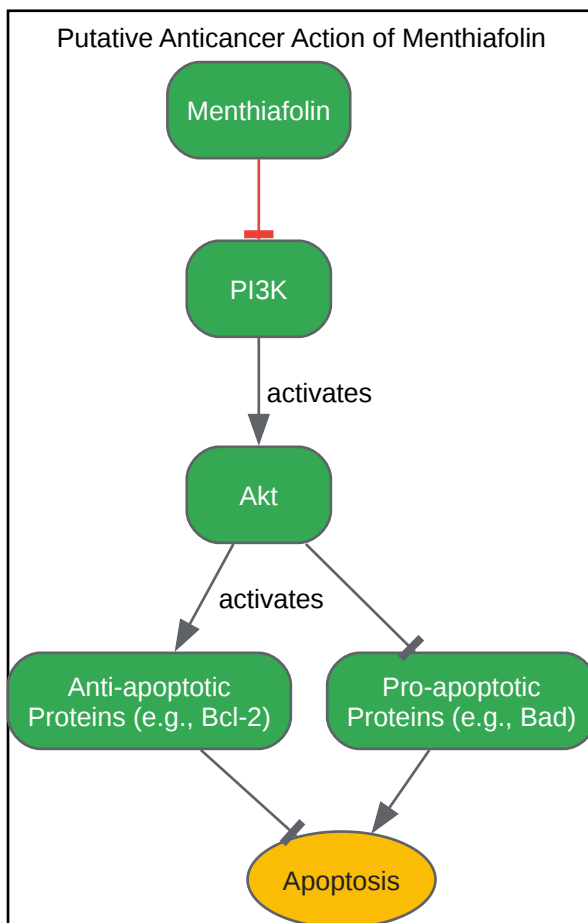 Putative Anticancer Action of Menthiafolin
Menthiafolin
PI3K
activates
Akt
activates
Anti-apoptotic
Proteins (e.g., Bcl-2)
Pro-apoptotic
Proteins (e.g., Bad)
Apoptosis